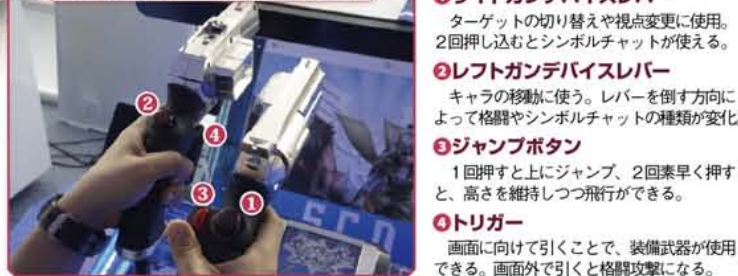 ターゲットの切り替えや視点変更に使用。
2回押し込むとシンボルチャットが使える。
❷レフトガンデバイスレバー
キャラの移動に使う。レバーを倒す方向に
よって格闘やシンボルチャットの種類が変化
❸ジャンプボタン
1回押すと上にジャンプ、2回素早く押す
と、高さを維持しつつ飛行ができる。
❹トリガー
画面に向けて引くことで、装備武器が使用
できる。画面外で引くと格闘攻撃になる。
❷
❹
❸
❶